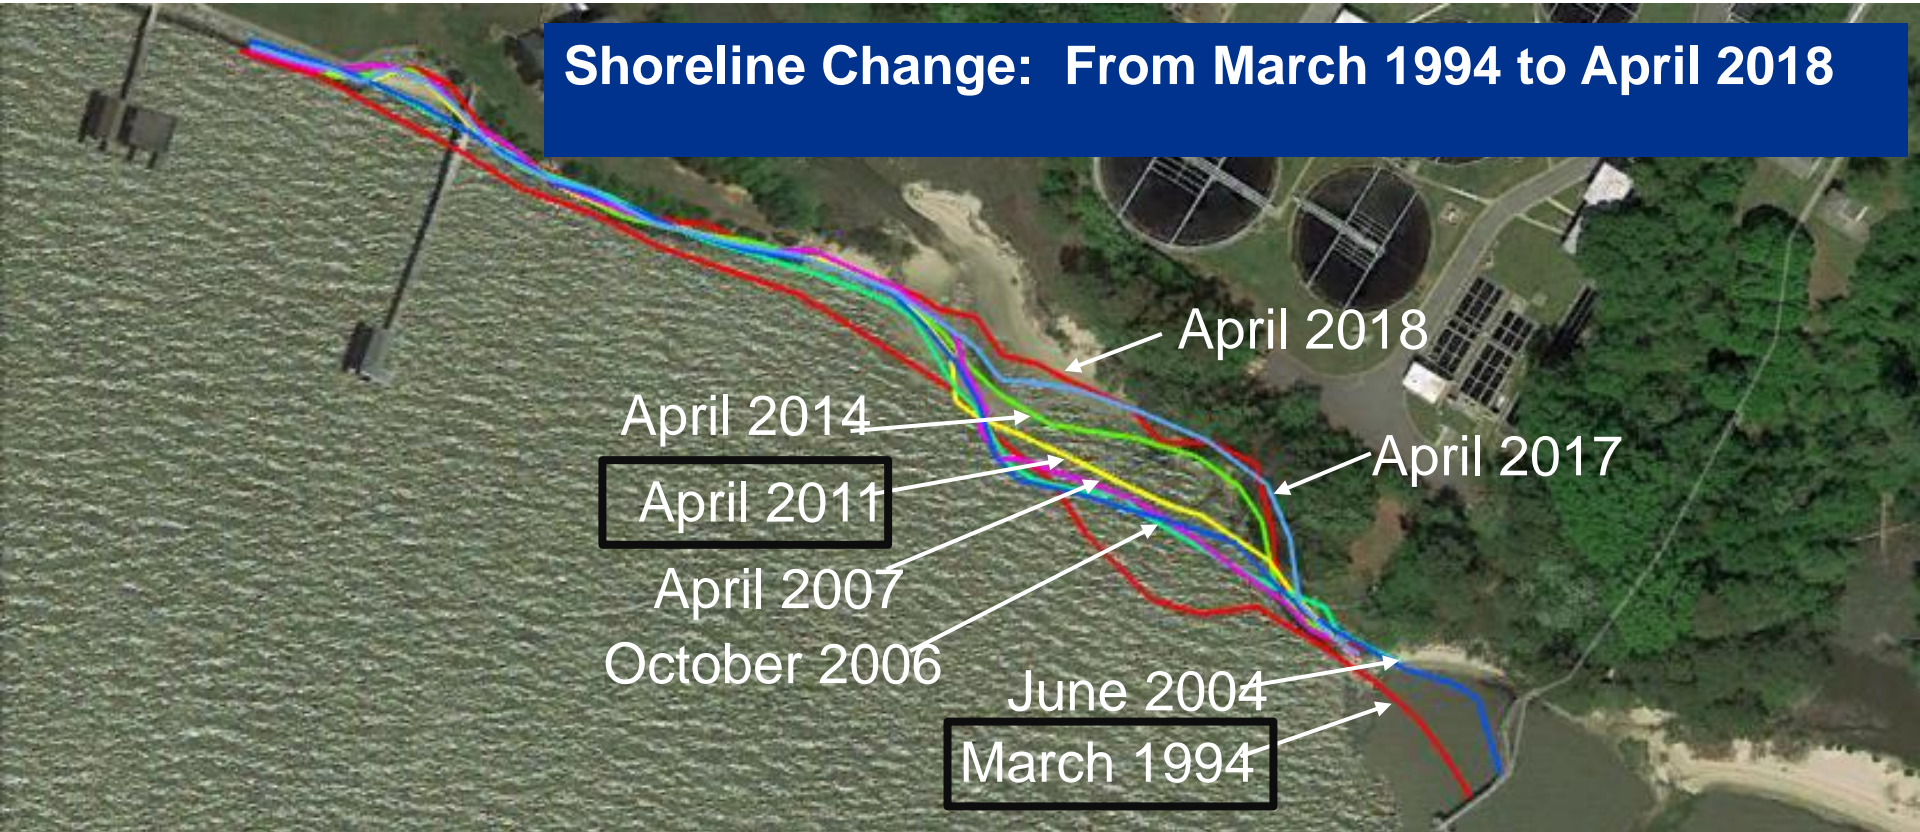 Shoreline Change:  From March 1994 to April 2018
April 2018
April 2014
April 2017
April 2011
April 2007
October 2006
June 2004
March 1994